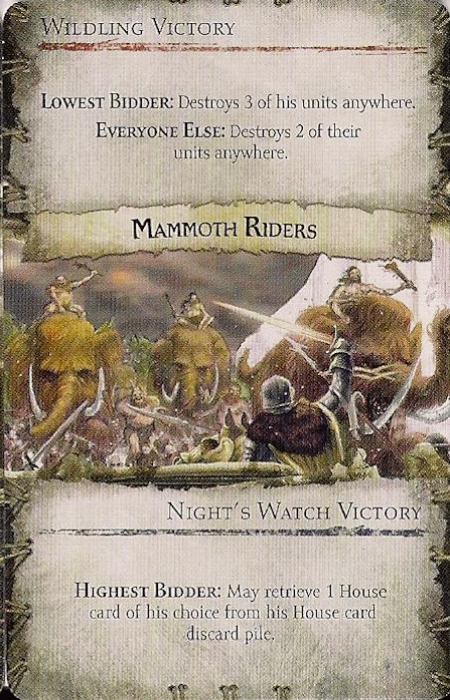 WILDLING VICTORY
LOWEST BIDDER: Destroys 3 of his units anywhere.
EVERYONE ELSE: Destroys 2 of their
units anywhere.
MAMMOTH RIDERS
NIGHT´S WATCH VICTORY
HIGHEST BIDDER: May retrieve 1 House
card of his choice from his House card
discard pile.